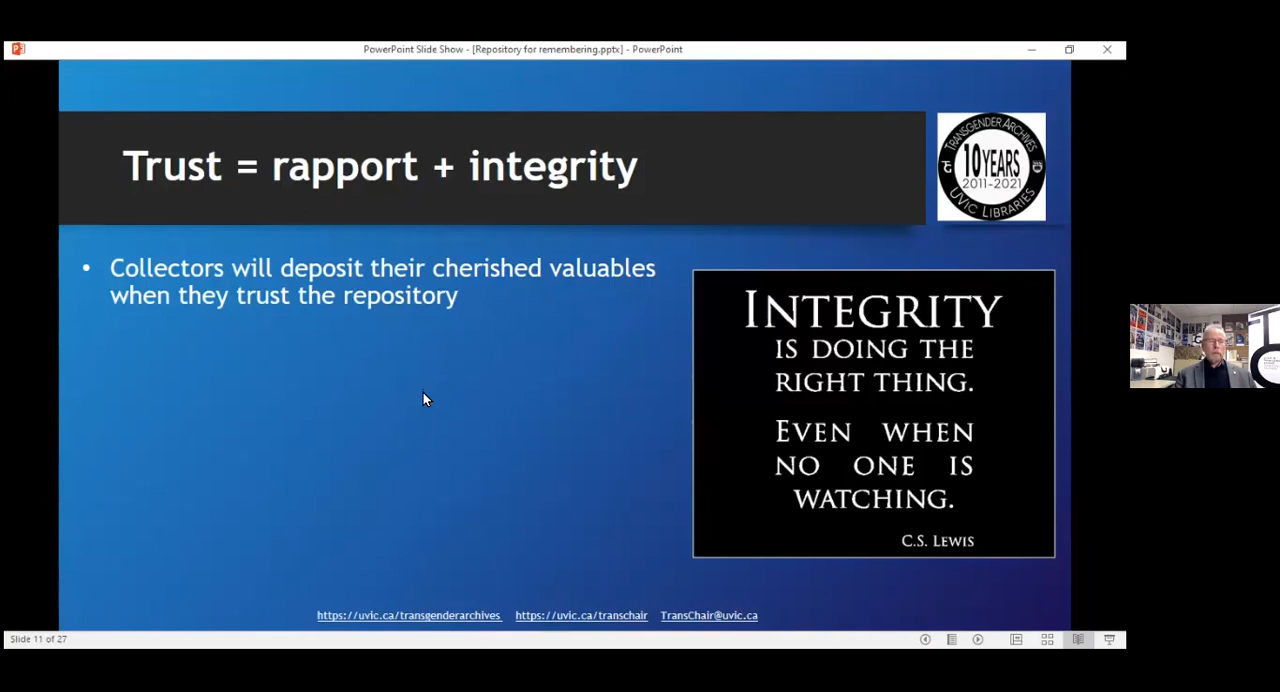 PowerPoint Slide Show - [Repository for remembering.pptx] - PowerPoint
Trust = rapport + integrity
TRANSGENDER ARCHIVES
10 YEARS
2011-2021
UVIC LIBRARIES
• Collectors will deposit their cherished valuables
when they trust the repository
INTEGRITY
IS DOING THE
RIGHT THING.
EVEN WHEN
NO ONE IS
WATCHING.
C.S. LEWIS
https://uvic.ca/transgenderarchives https://uvic.ca/transchair TransChair@uvic.ca
Slide 11 of 27